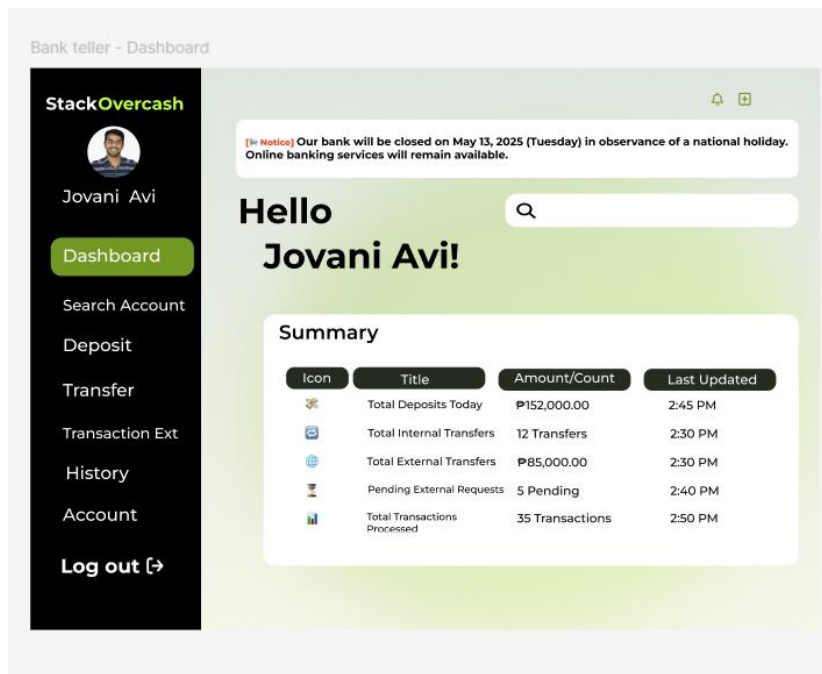 Bank teller - Dashboard
StackOvercash
Jovani Avi
Dashboard
Search Account
Deposit
Transfer
Transaction Ext
History
Account
Log out
[Notice] Our bank will be closed on May 13, 2025 (Tuesday) in observance of a national holiday.
Online banking services will remain available.
Hello
Jovani Avi!
Summary
Icon Title Amount/Count Last Updated
Total Deposits Today ₱152,000.00 2:45 PM
Total Internal Transfers 12 Transfers 2:30 PM
Total External Transfers ₱85,000.00 2:30 PM
Pending External Requests 5 Pending 2:40 PM
Total Transactions 35 Transactions 2:50 PM
Processed